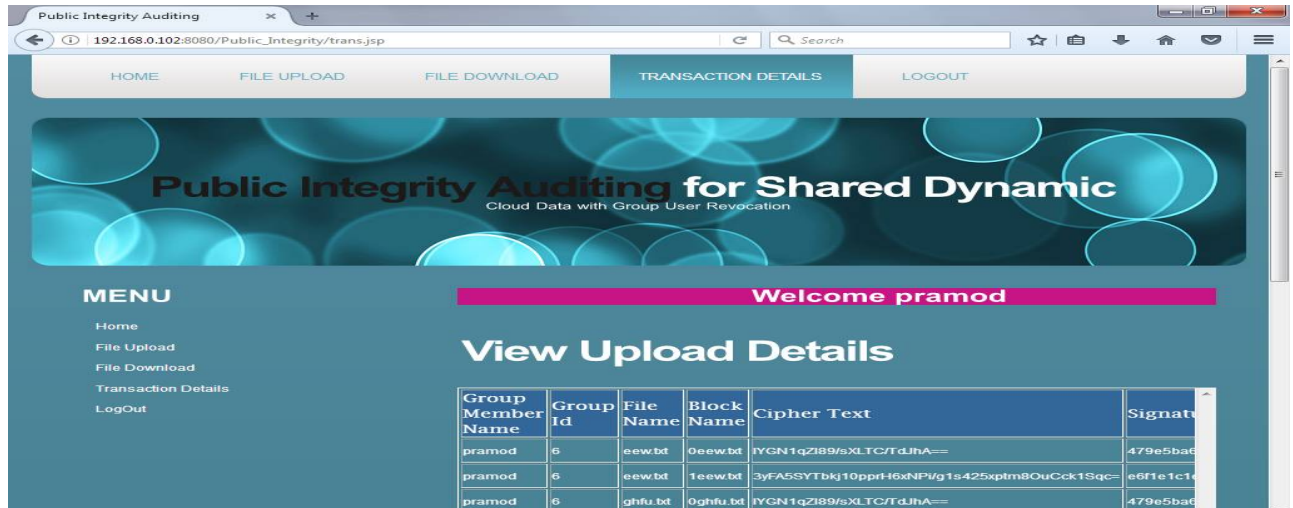 Public Integrity Auditing
192.168.0.102:8080/Public_Integrity/trans.jsp
Search
HOME FILE UPLOAD FILE DOWNLOAD TRANSACTION DETAILS LOGOUT
Public Integrity Auditing for Shared Dynamic
Cloud Data with Group User Revocation
MENU
Home
File Upload
File Download
Transaction Details
LogOut
Welcome pramod
View Upload Details
Group Member Name Group Id File Name Block Name Cipher Text Signatu
pramod 6 eew.txt 0eew.txt IYGN1qZI89/sXLTC/TdJhA== 479e5ba6
pramod 6 eew.txt 1eew.txt 3yFA5SYTbkj10pprH6xNPi/g1s425xptm8OuCck1Sqc= e6f1e1c1
pramod 6 ghfu.txt 0ghfu.txt IYGN1qZI89/sXLTC/TdJhA== 479e5ba6